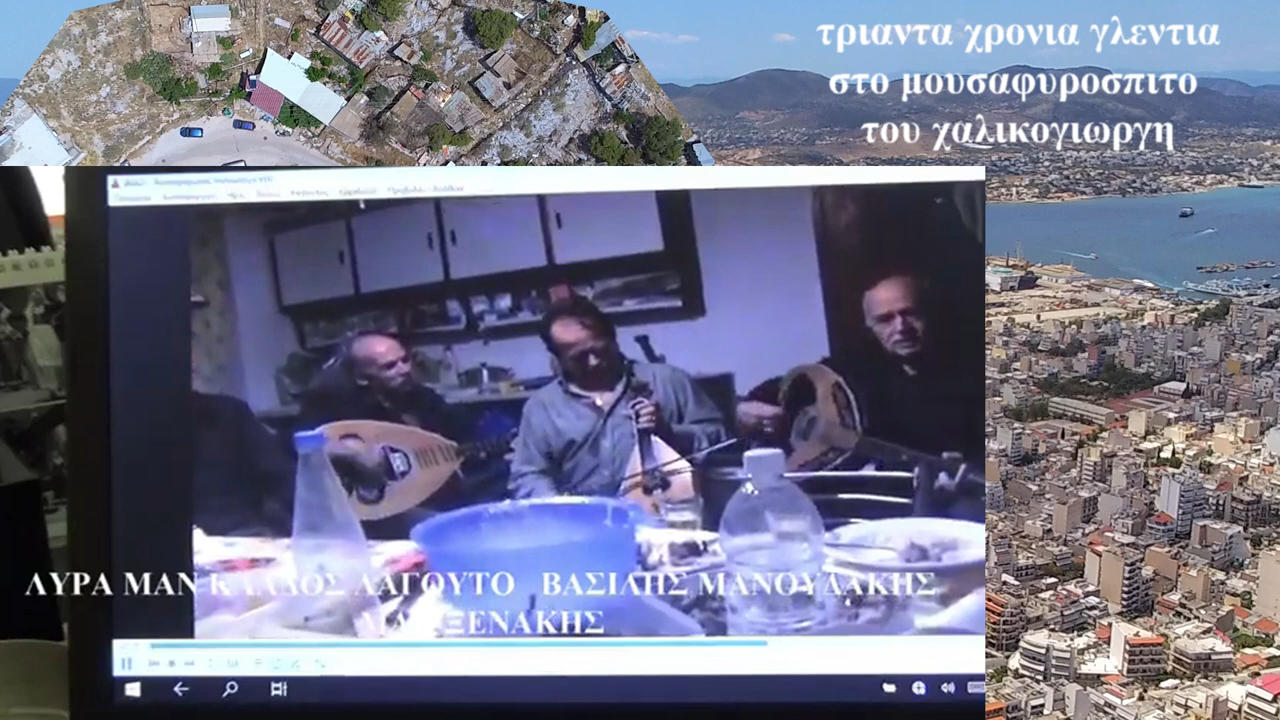 τριαντα χρονια γλεντια
στο μουσαφυροσπιτο
του χαλικογιωργη
ΛΥΡΑ ΜΑΝ ΛΑΓΟΥΤΟ ΒΑΣΙΛΗΣ ΜΑΝΟΥΔΑΚΗΣ
ΞΕΝΑΚΗΣ